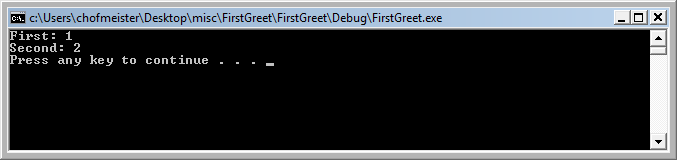 c:\Users\chofmeister\Desktop\misc\FirstGreet\FirstGreet\Debug\FirstGreet.exe
First: 1
Second: 2
Press any key to continue . . . _